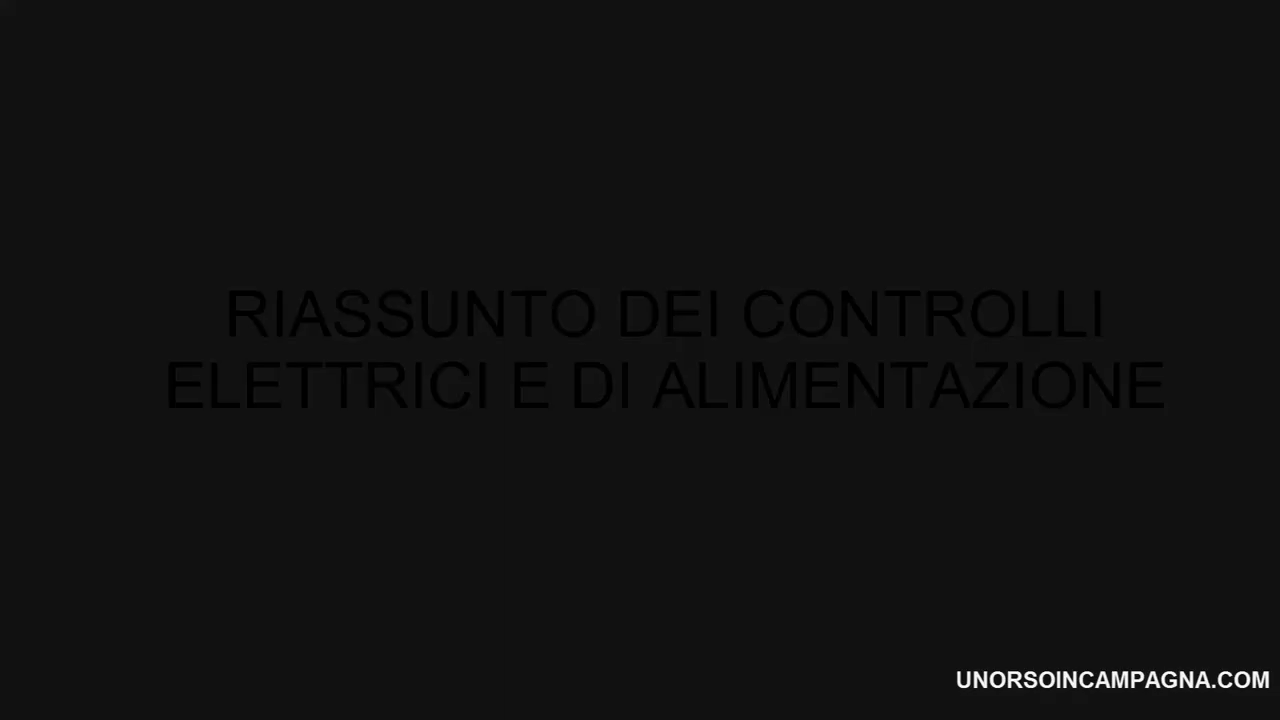 RIASSUNTO DEI CONTROLLI
ELETTRICI E DI ALIMENTAZIONE
UNORSOINCAMPAGNA.COM